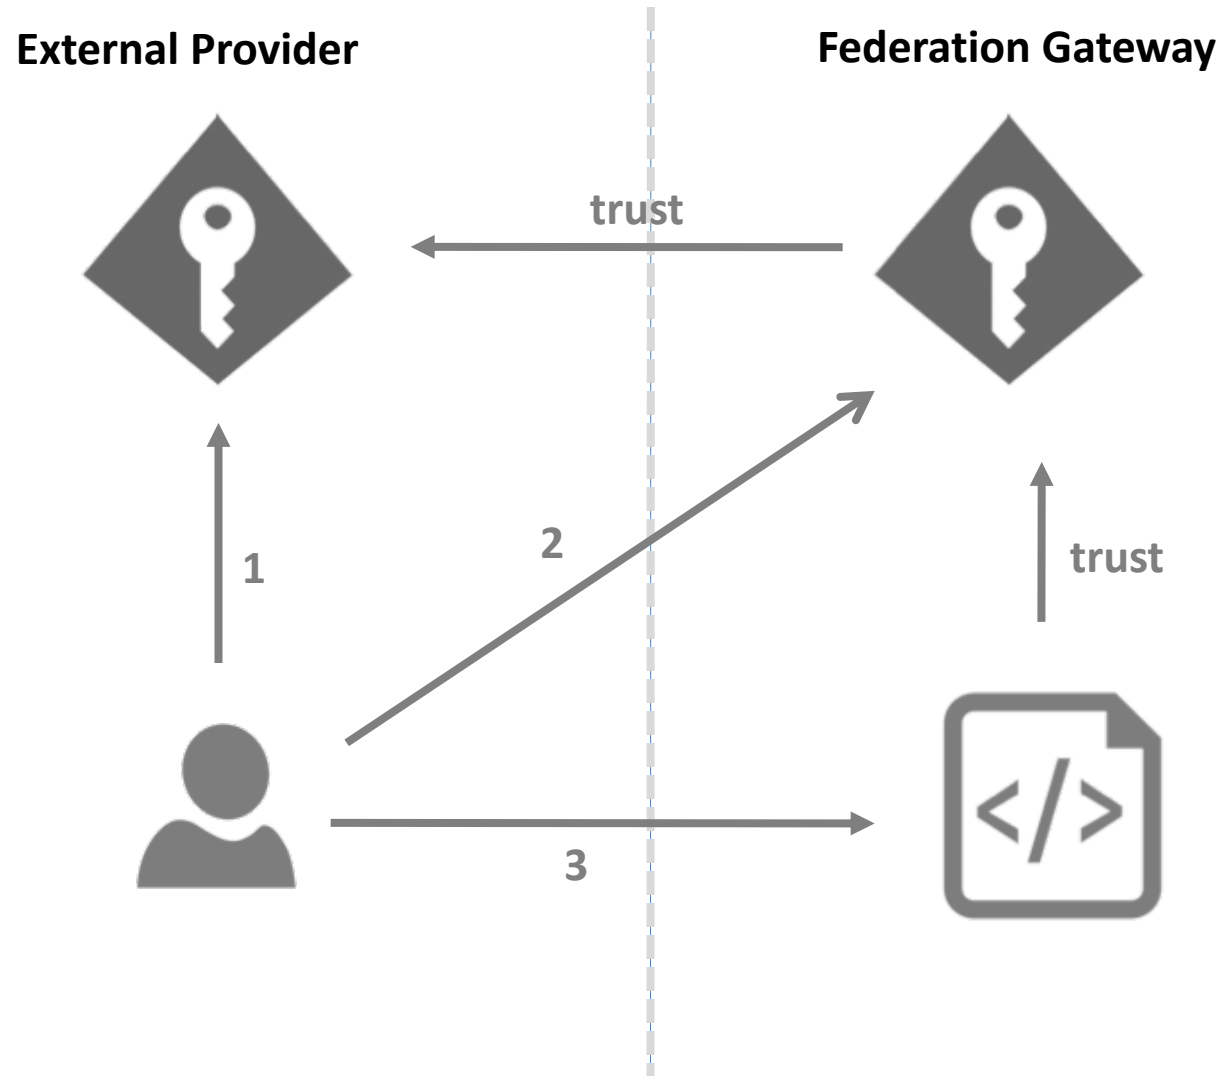 External Provider
Federation Gateway
trust
2
1
trust
3
</>